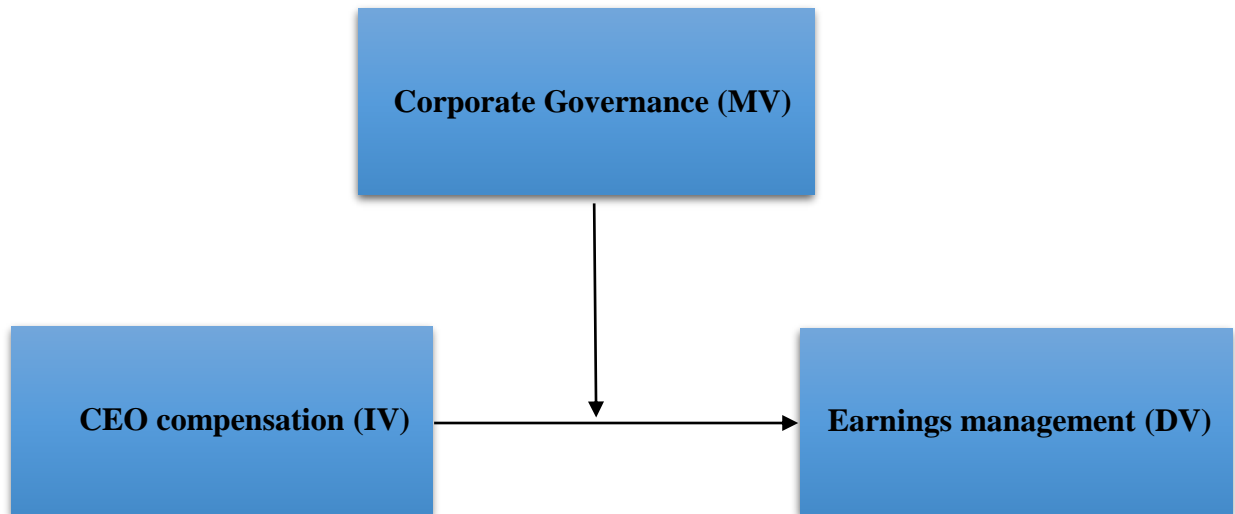 Corporate Governance (MV)
CEO compensation (IV)
Earnings management (DV)